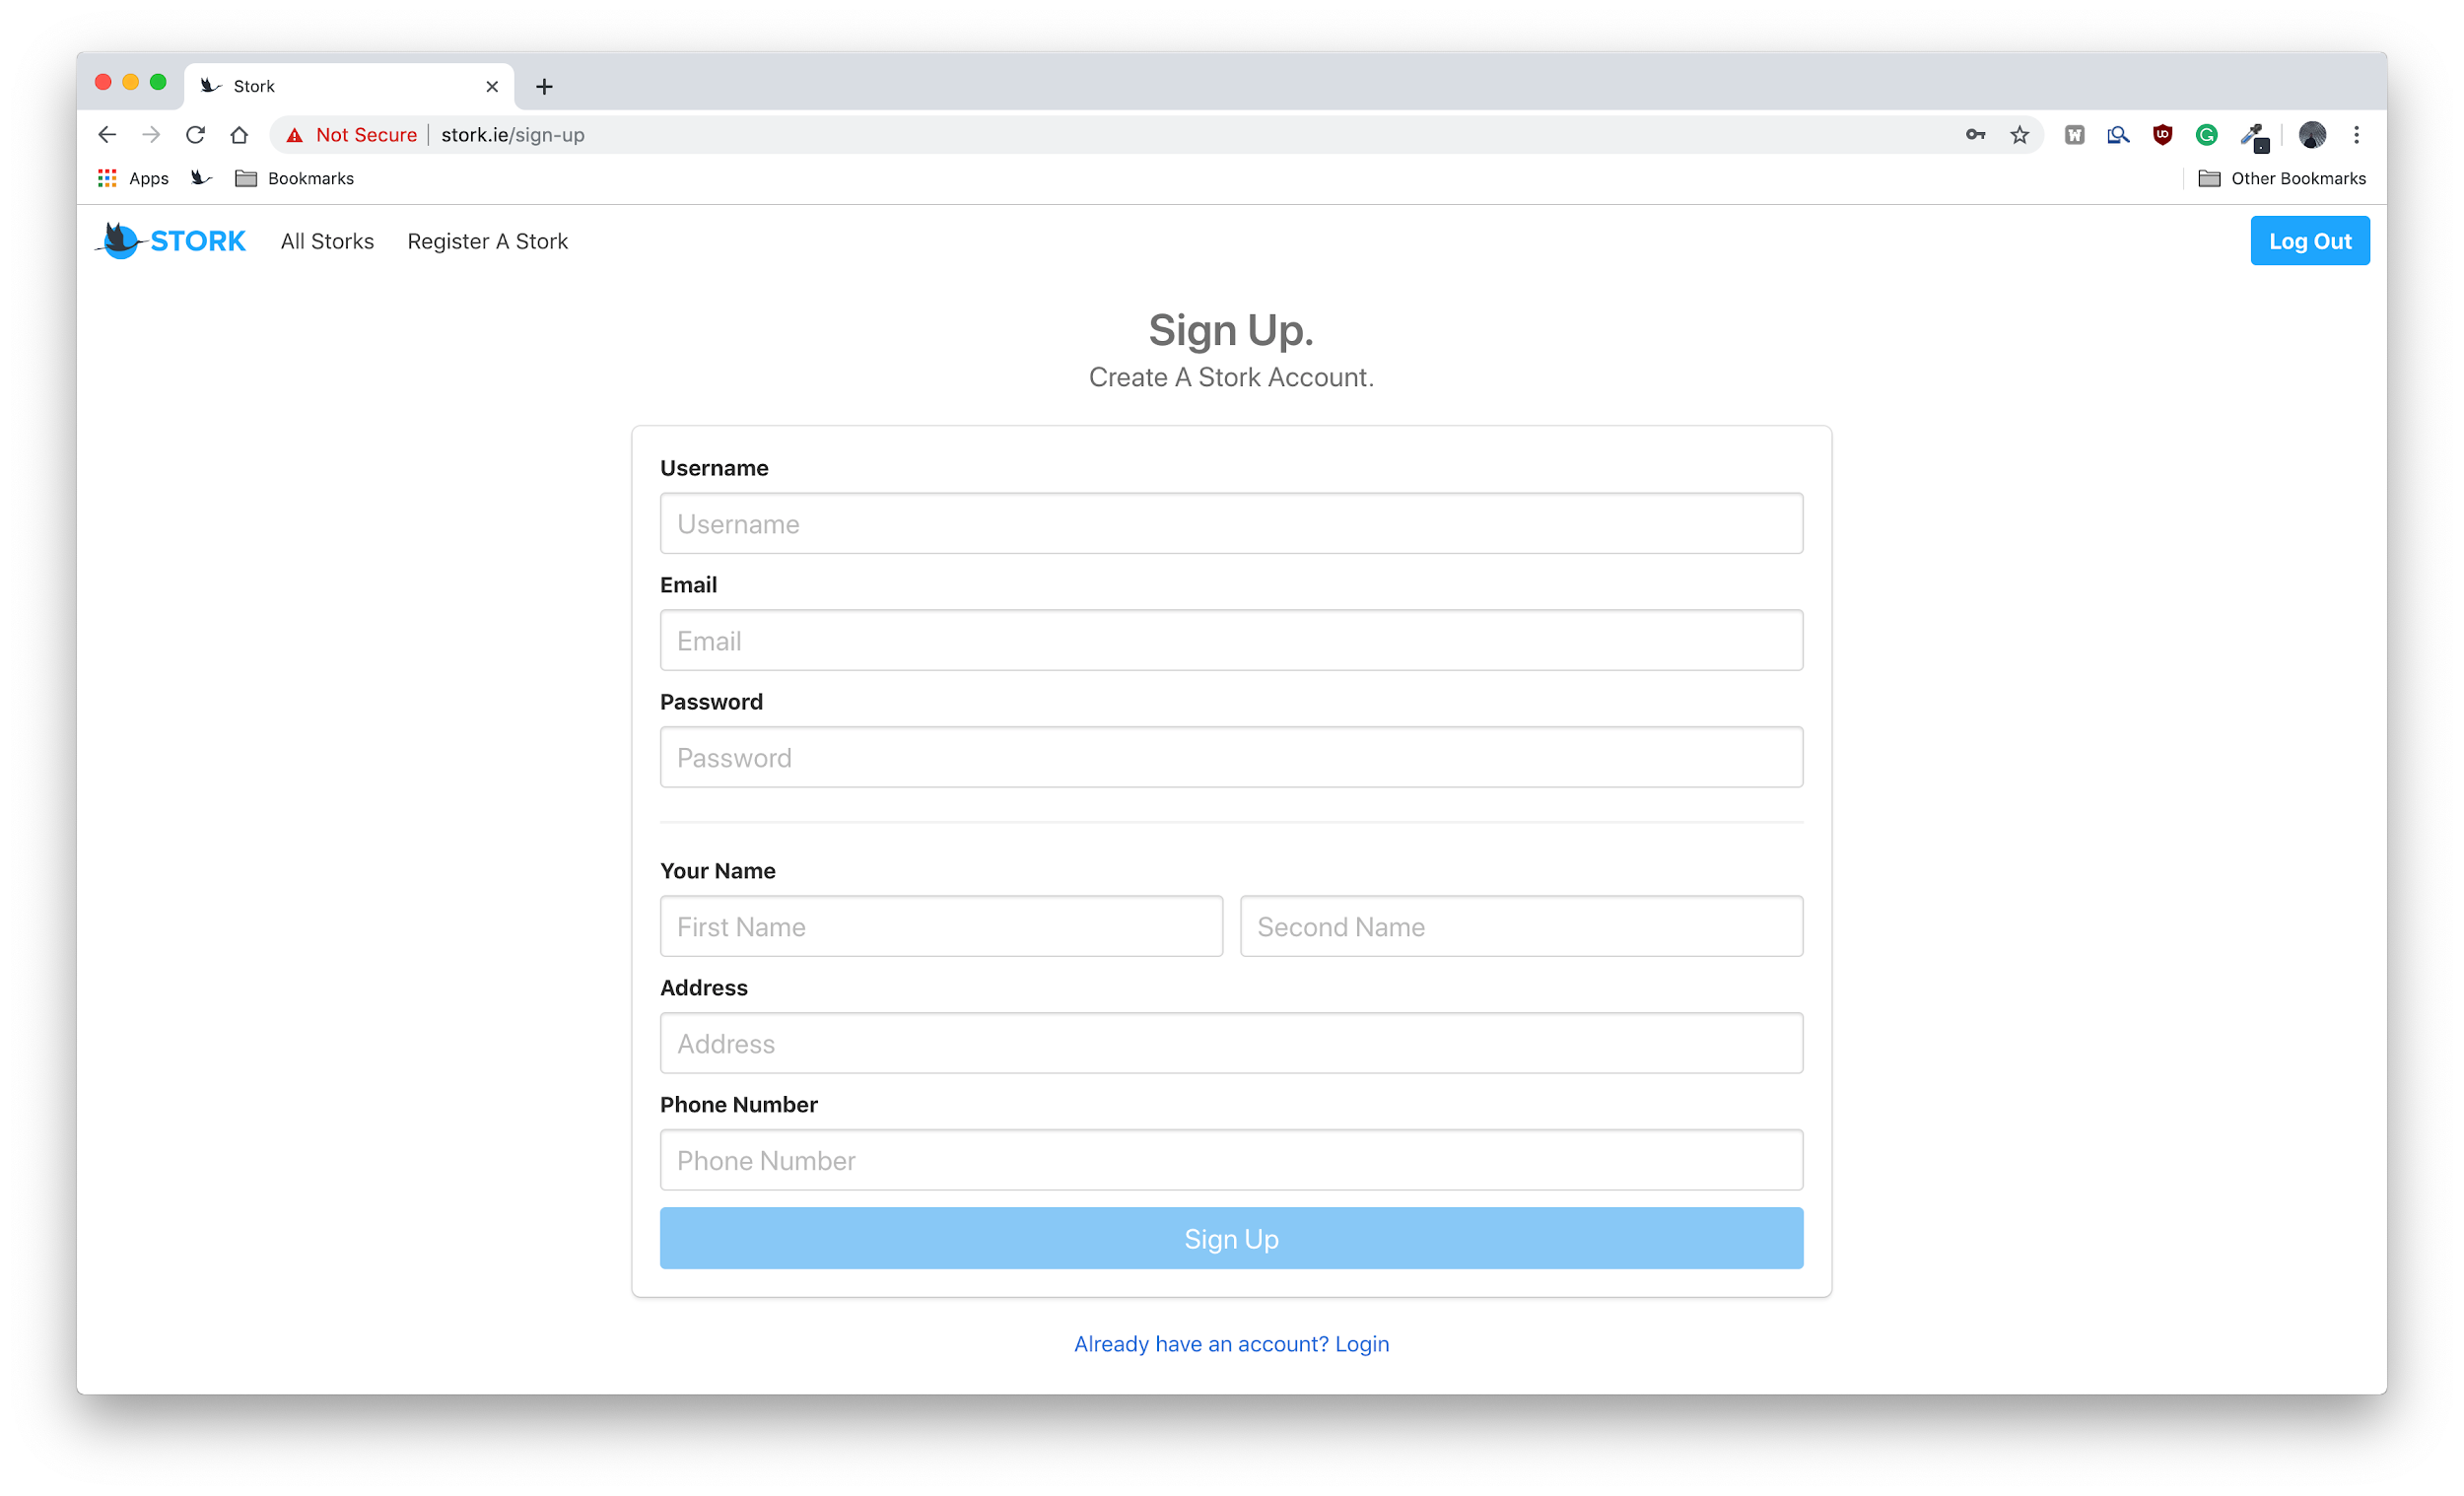 Stork
Not Secure | stork.ie/sign-up
Apps Bookmarks Other Bookmarks
STORK All Storks Register A Stork Log Out
Sign Up.
Create A Stork Account.
Username
Username
Email
Email
Password
Password
Your Name
First Name Second Name
Address
Address
Phone Number
Phone Number
Sign Up
Already have an account? Login